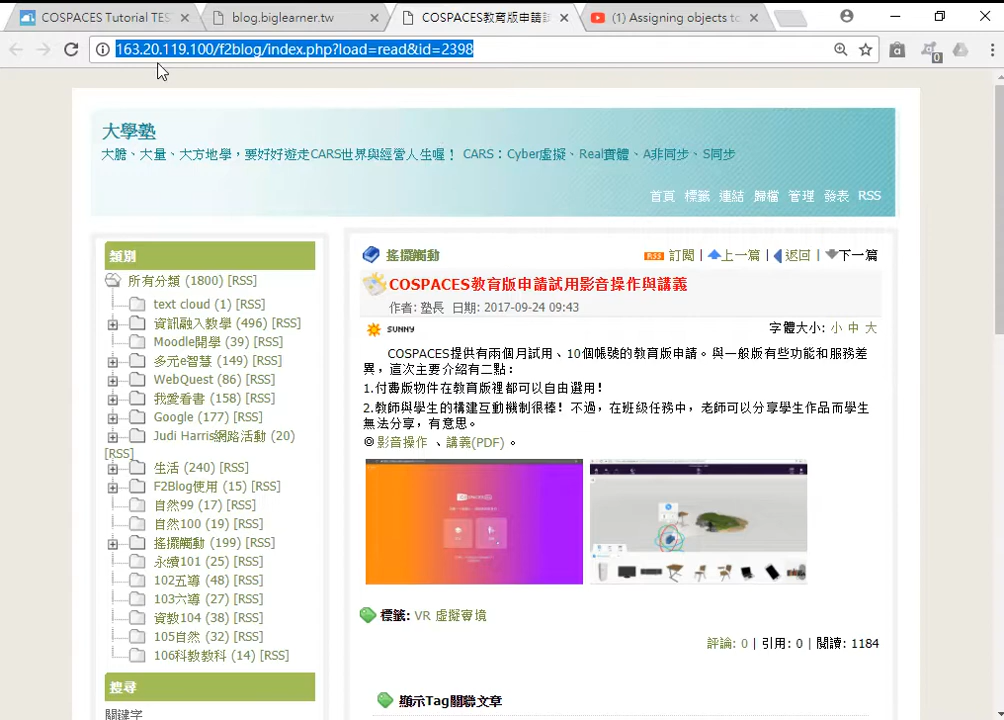 COSPACES Tutorial TES
blog.biglearner.tw
COSPACES教育版申請試
(1) Assigning objects to
163.20.119.100/f2blog/index.php?load=read&id=2398
0
大學塾
大膽、大量、大方地學，要好好遊走CARS世界與經營人生喔！ CARS：Cyber虛擬、Real實體、A非同步、S同步
首頁 標籤 連結 歸檔 管理 發表 RSS
類別
所有分類 (1800) [RSS]
text cloud (1) [RSS]
資訊融入教學 (496) [RSS]
Moodle開學 (39) [RSS]
多元e智慧 (149) [RSS]
WebQuest (86) [RSS]
我愛看書 (158) [RSS]
Google (177) [RSS]
Judi Harris網路活動 (20)
[RSS]
生活 (240) [RSS]
F2Blog使用 (15) [RSS]
自然99 (17) [RSS]
自然100 (19) [RSS]
搖擺觸動 (199) [RSS]
永續101 (25) [RSS]
102五導 (48) [RSS]
103六導 (27) [RSS]
資教104 (38) [RSS]
105自然 (32) [RSS]
106科教教科 (14) [RSS]
搜尋
關鍵字
搖擺觸動
RSS 訂閱 | 上一篇 | 返回 | 下一篇
COSPACES教育版申請試用影音操作與講義
作者: 塾長 日期: 2017-09-24 09:43
SUNNY
字體大小: 小 中 大
COSPACES提供有兩個月試用、10個帳號的教育版申請。與一般版有些功能和服務差
異，這次主要介紹有二點：
1.付費版物件在教育版裡都可以自由選用！
2.教師與學生的構建互動機制很棒！不過，在班級任務中，老師可以分享學生作品而學生
無法分享，有意思。
◎影音操作 、講義(PDF) 。
標籤: VR 虛擬實境
評論: 0 | 引用: 0 | 閱讀: 1184
顯示Tag關聯文章